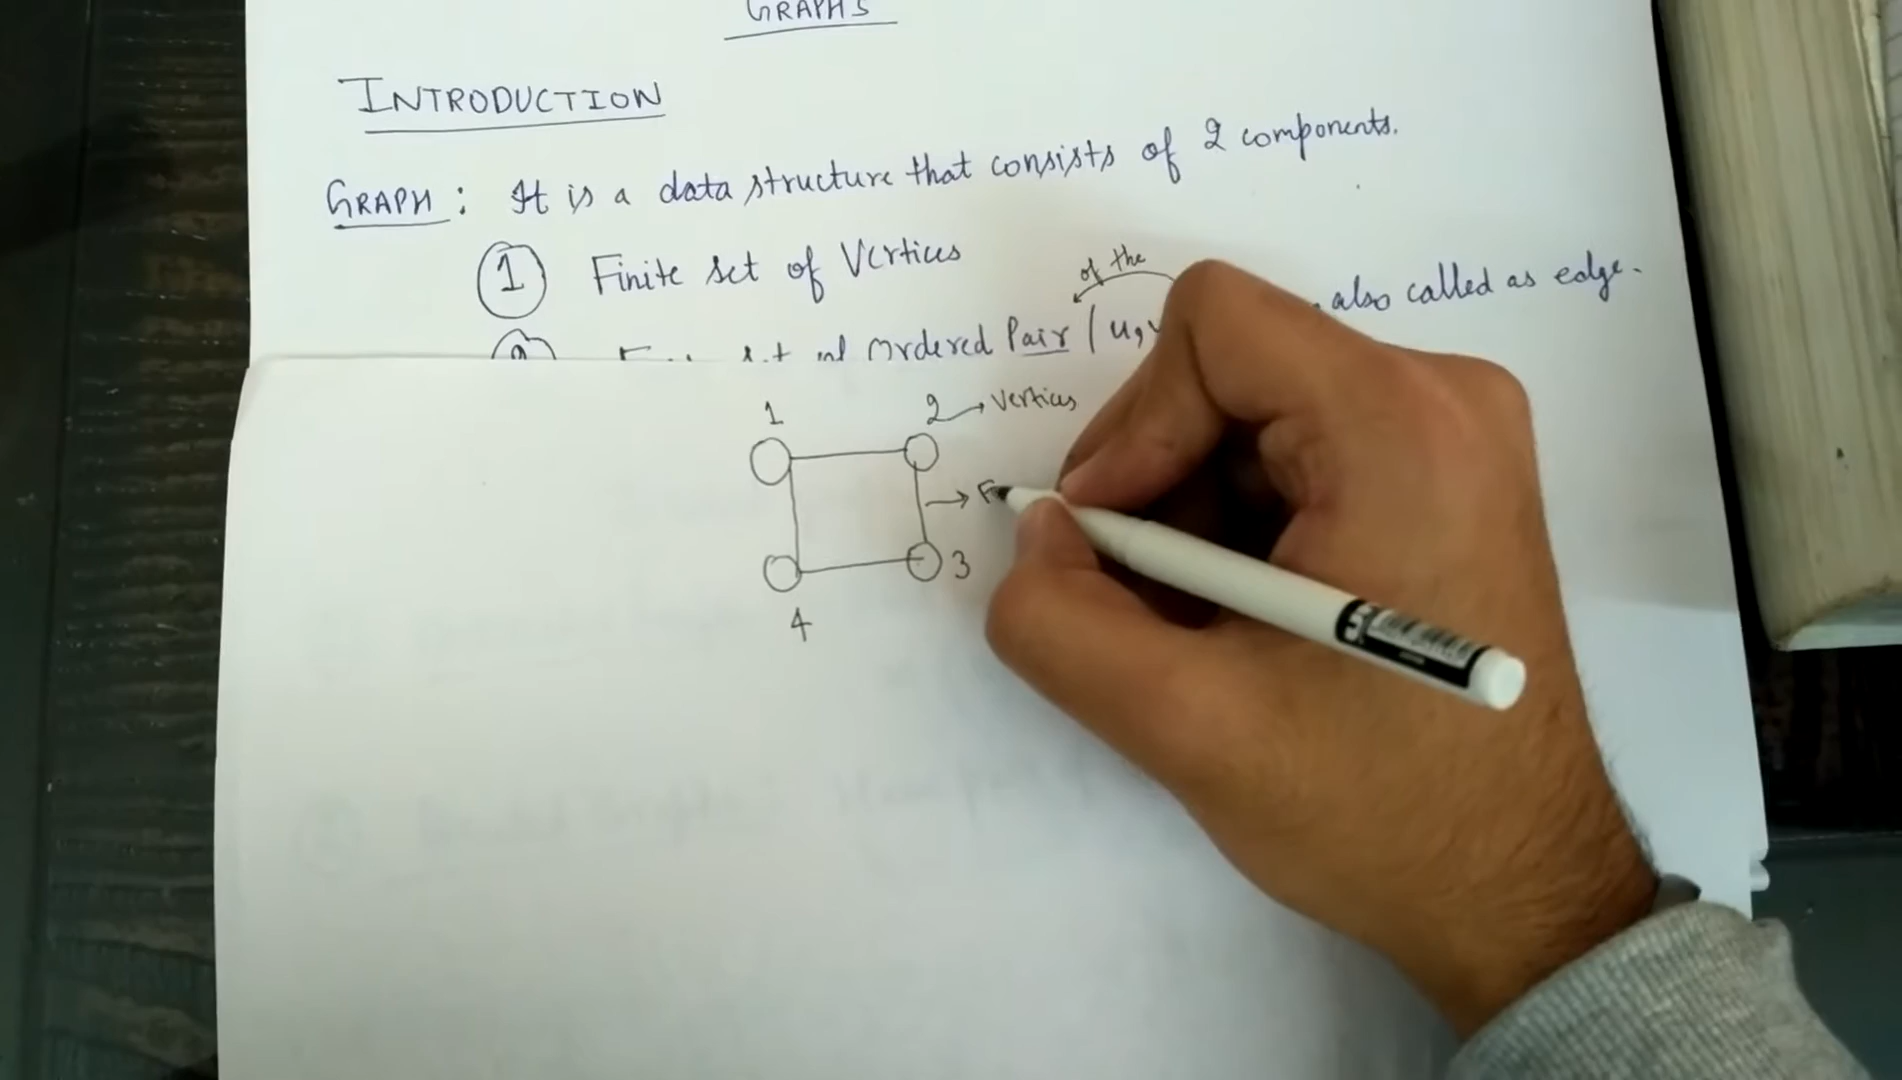 GRAPHS
INTRODUCTION
GRAPH : It is a data structure that consists of 2 components.
1 Finite set of Vertices
of the
Ordered Pair (u,v also called as edge.
1 2 → Vertices
→ E
3
4